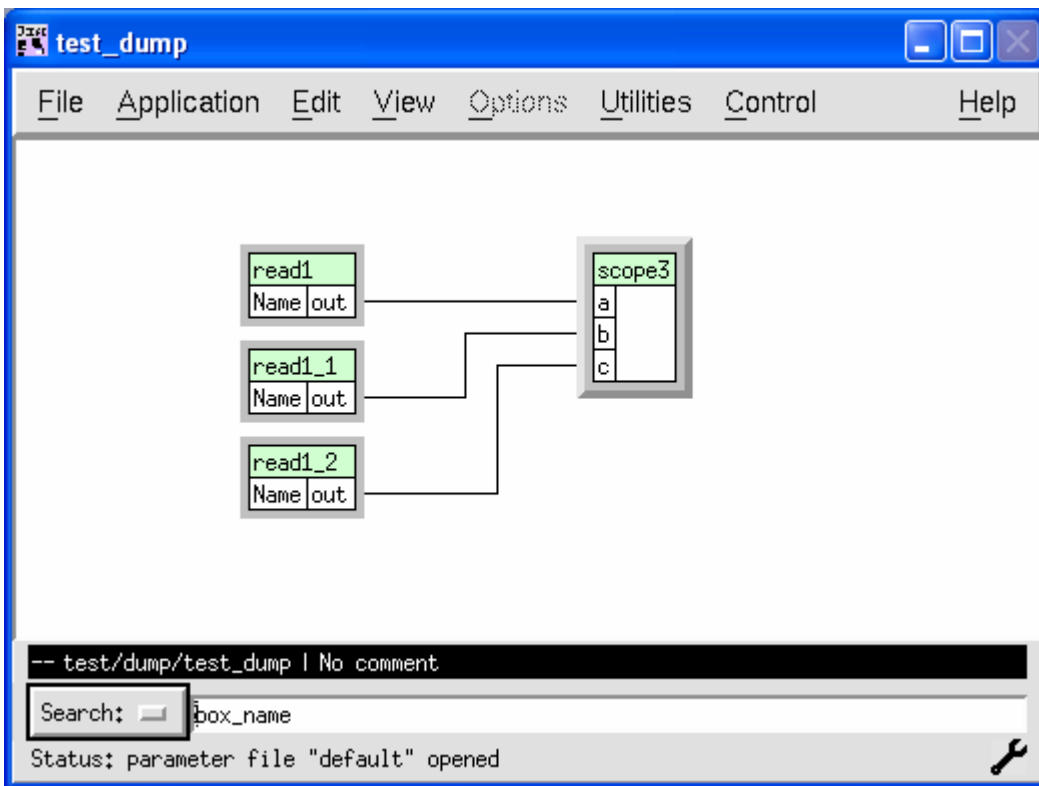 test_dump
File Application Edit View Options Utilities Control Help
read1
Name out
scope3
a
b
c
read1_1
Name out
read1_2
Name out
-- test/dump/test_dump | No comment
Search: box_name
Status: parameter file "default" opened